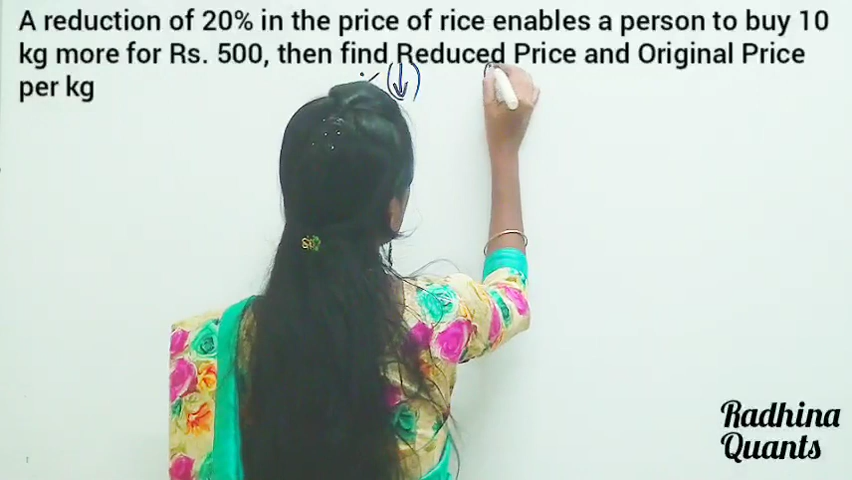 A reduction of 20% in the price of rice enables a person to buy 10
kg more for Rs. 500, then find Reduced Price and Original Price
per kg
(↓)
Radhina
Quants